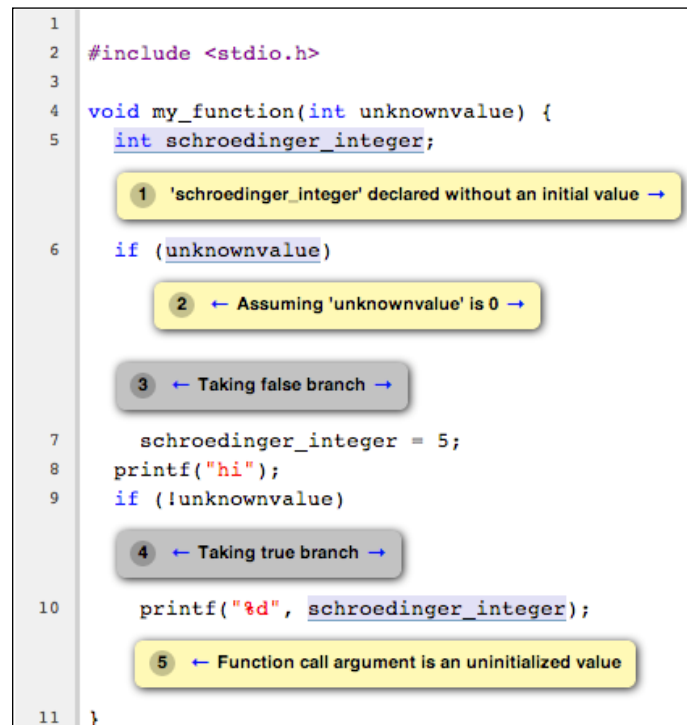 1
2 #include <stdio.h>
3
4 void my_function(int unknownvalue) {
5 int schroedinger_integer;
1 'schroedinger_integer' declared without an initial value →
6 if (unknownvalue)
2 ← Assuming 'unknownvalue' is 0 →
3 ← Taking false branch →
7 schroedinger_integer = 5;
8 printf("hi");
9 if (!unknownvalue)
4 ← Taking true branch →
10 printf("%d", schroedinger_integer);
5 ← Function call argument is an uninitialized value
11 }